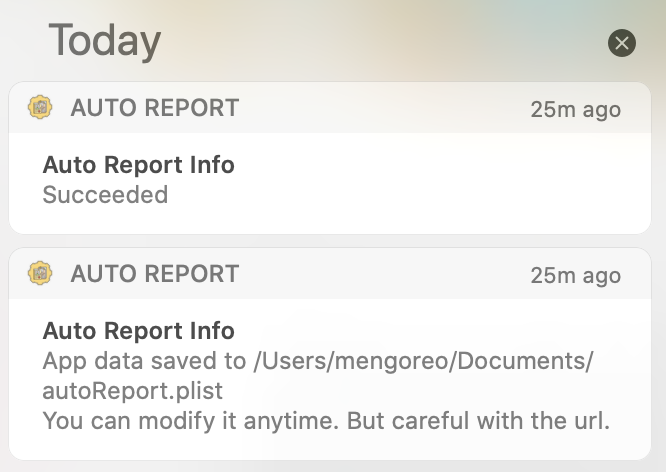 Today
AUTO REPORT
25m ago
Auto Report Info
Succeeded
AUTO REPORT
25m ago
Auto Report Info
App data saved to /Users/mengoreo/Documents/
autoReport.plist
You can modify it anytime. But careful with the url.